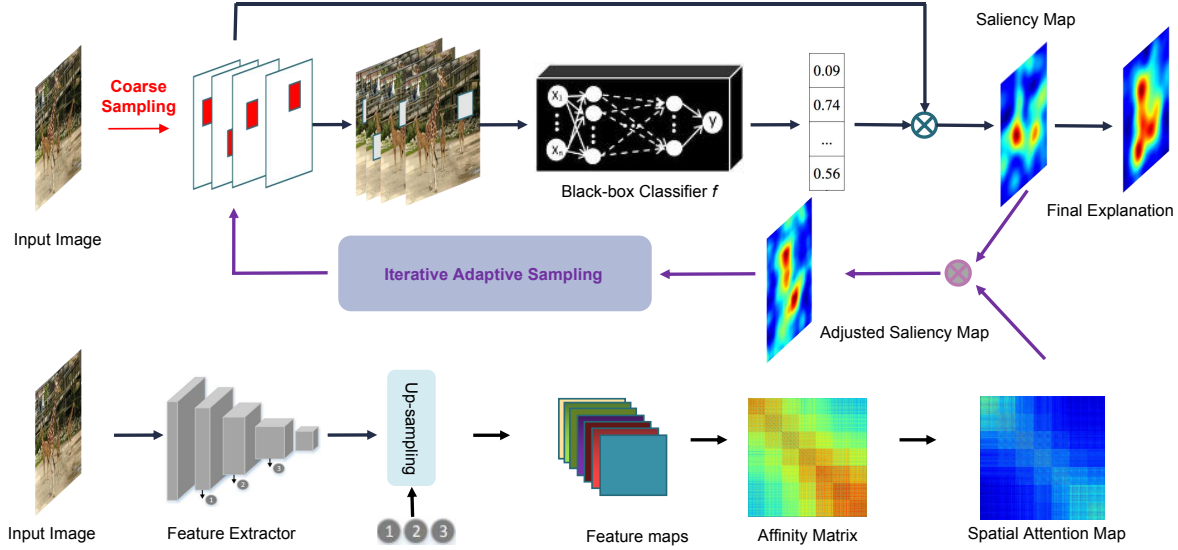 Saliency Map
Coarse
Sampling
X₁
Xₙ
y
0.09
0.74
...
0.56
Black-box Classifier f
Input Image
Final Explanation
Iterative Adaptive Sampling
Adjusted Saliency Map
Up-sampling
1
2
3
1 2 3
Input Image
Feature Extractor
Feature maps
Affinity Matrix
Spatial Attention Map